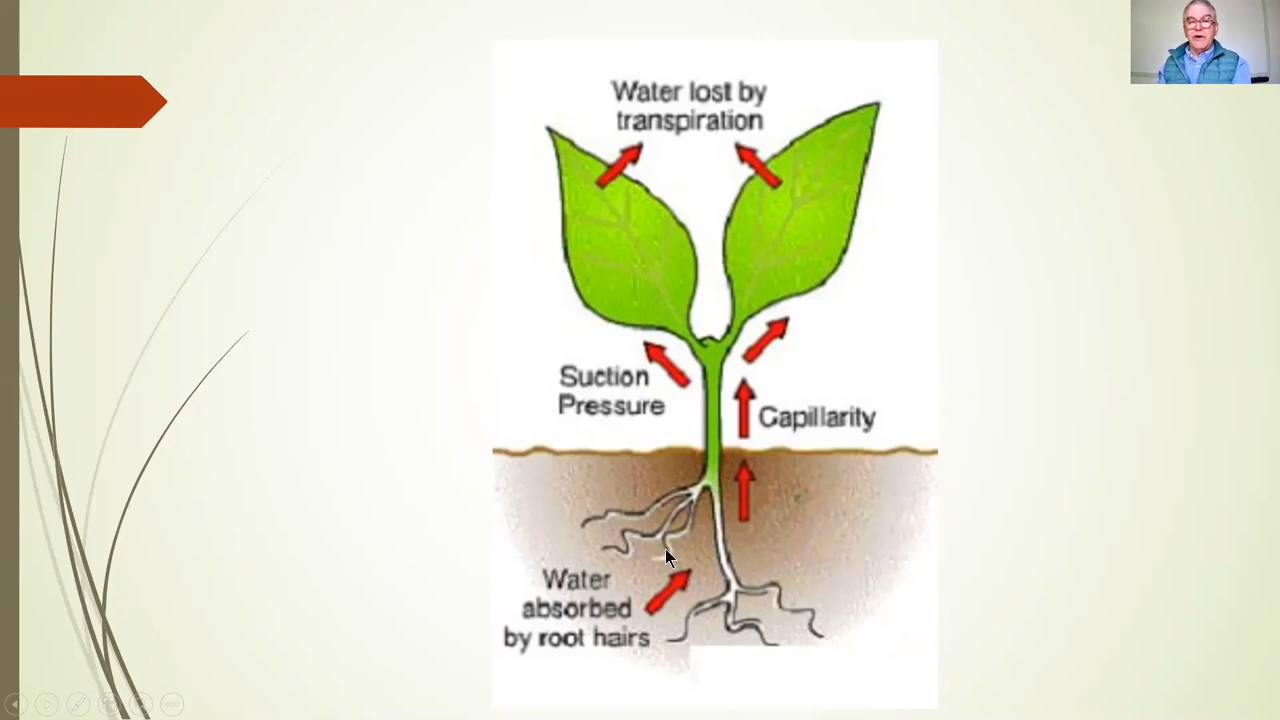 Water lost by
transpiration
Suction
Pressure
Capillarity
Water
absorbed
by root hairs